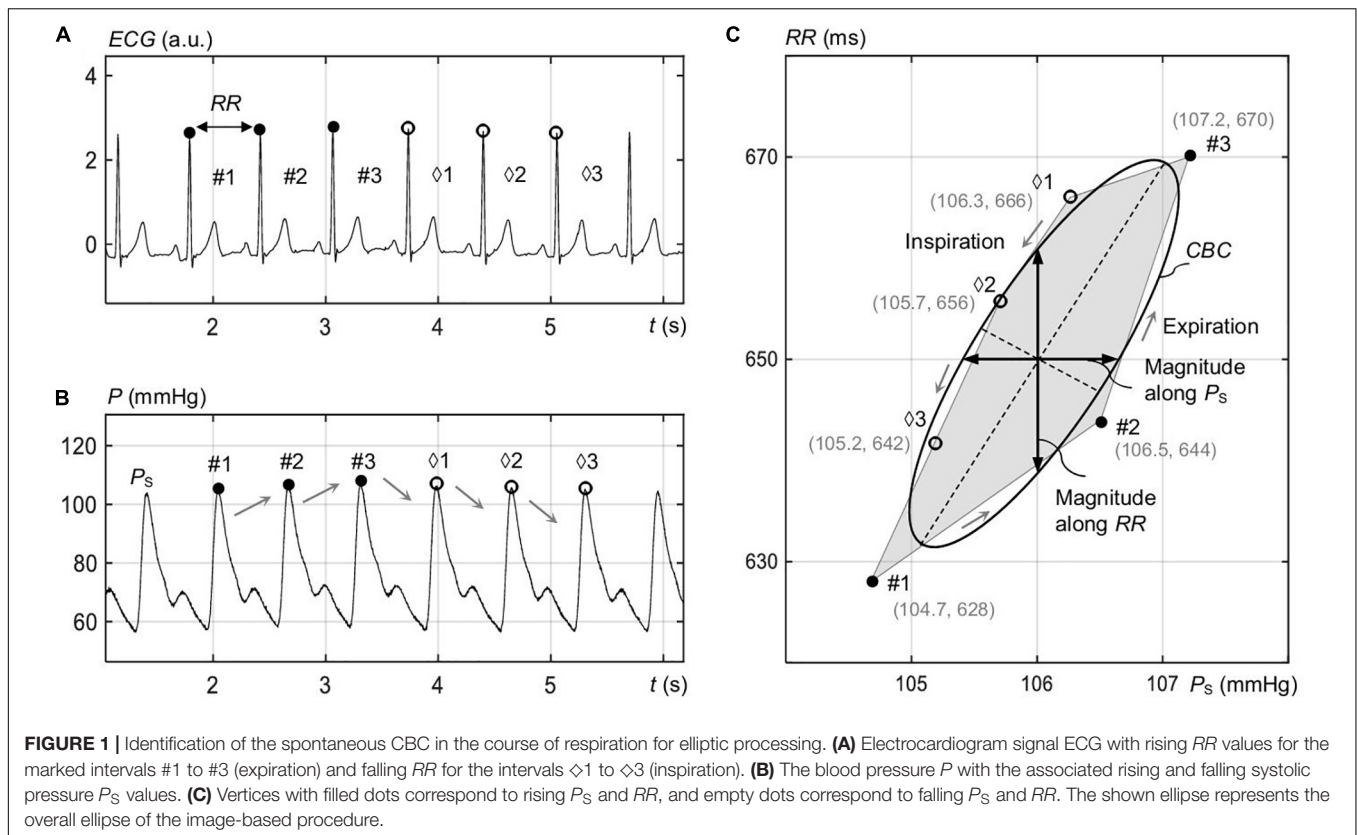 A
ECG (a.u.)
4
2
0
RR
#1 #2 #3 ◇1 ◇2 ◇3
2 3 4 5 t (s)
B
P (mmHg)
120
100
80
60
P_S
#1 #2 #3 ◇1 ◇2 ◇3
2 3 4 5 t (s)
C
RR (ms)
670
650
630
(107.2, 670)
#3
◇1
(106.3, 666)
Inspiration
CBC
◇2
(105.7, 656)
Expiration
Magnitude
along P_S
◇3
(105.2, 642)
#2
(106.5, 644)
Magnitude
along RR
#1
(104.7, 628)
105 106 107 P_S (mmHg)
FIGURE 1 | Identification of the spontaneous CBC in the course of respiration for elliptic processing. (A) Electrocardiogram signal ECG with rising RR values for the
marked intervals #1 to #3 (expiration) and falling RR for the intervals ◇1 to ◇3 (inspiration). (B) The blood pressure P with the associated rising and falling systolic
pressure P_S values. (C) Vertices with filled dots correspond to rising P_S and RR, and empty dots correspond to falling P_S and RR. The shown ellipse represents the
overall ellipse of the image-based procedure.